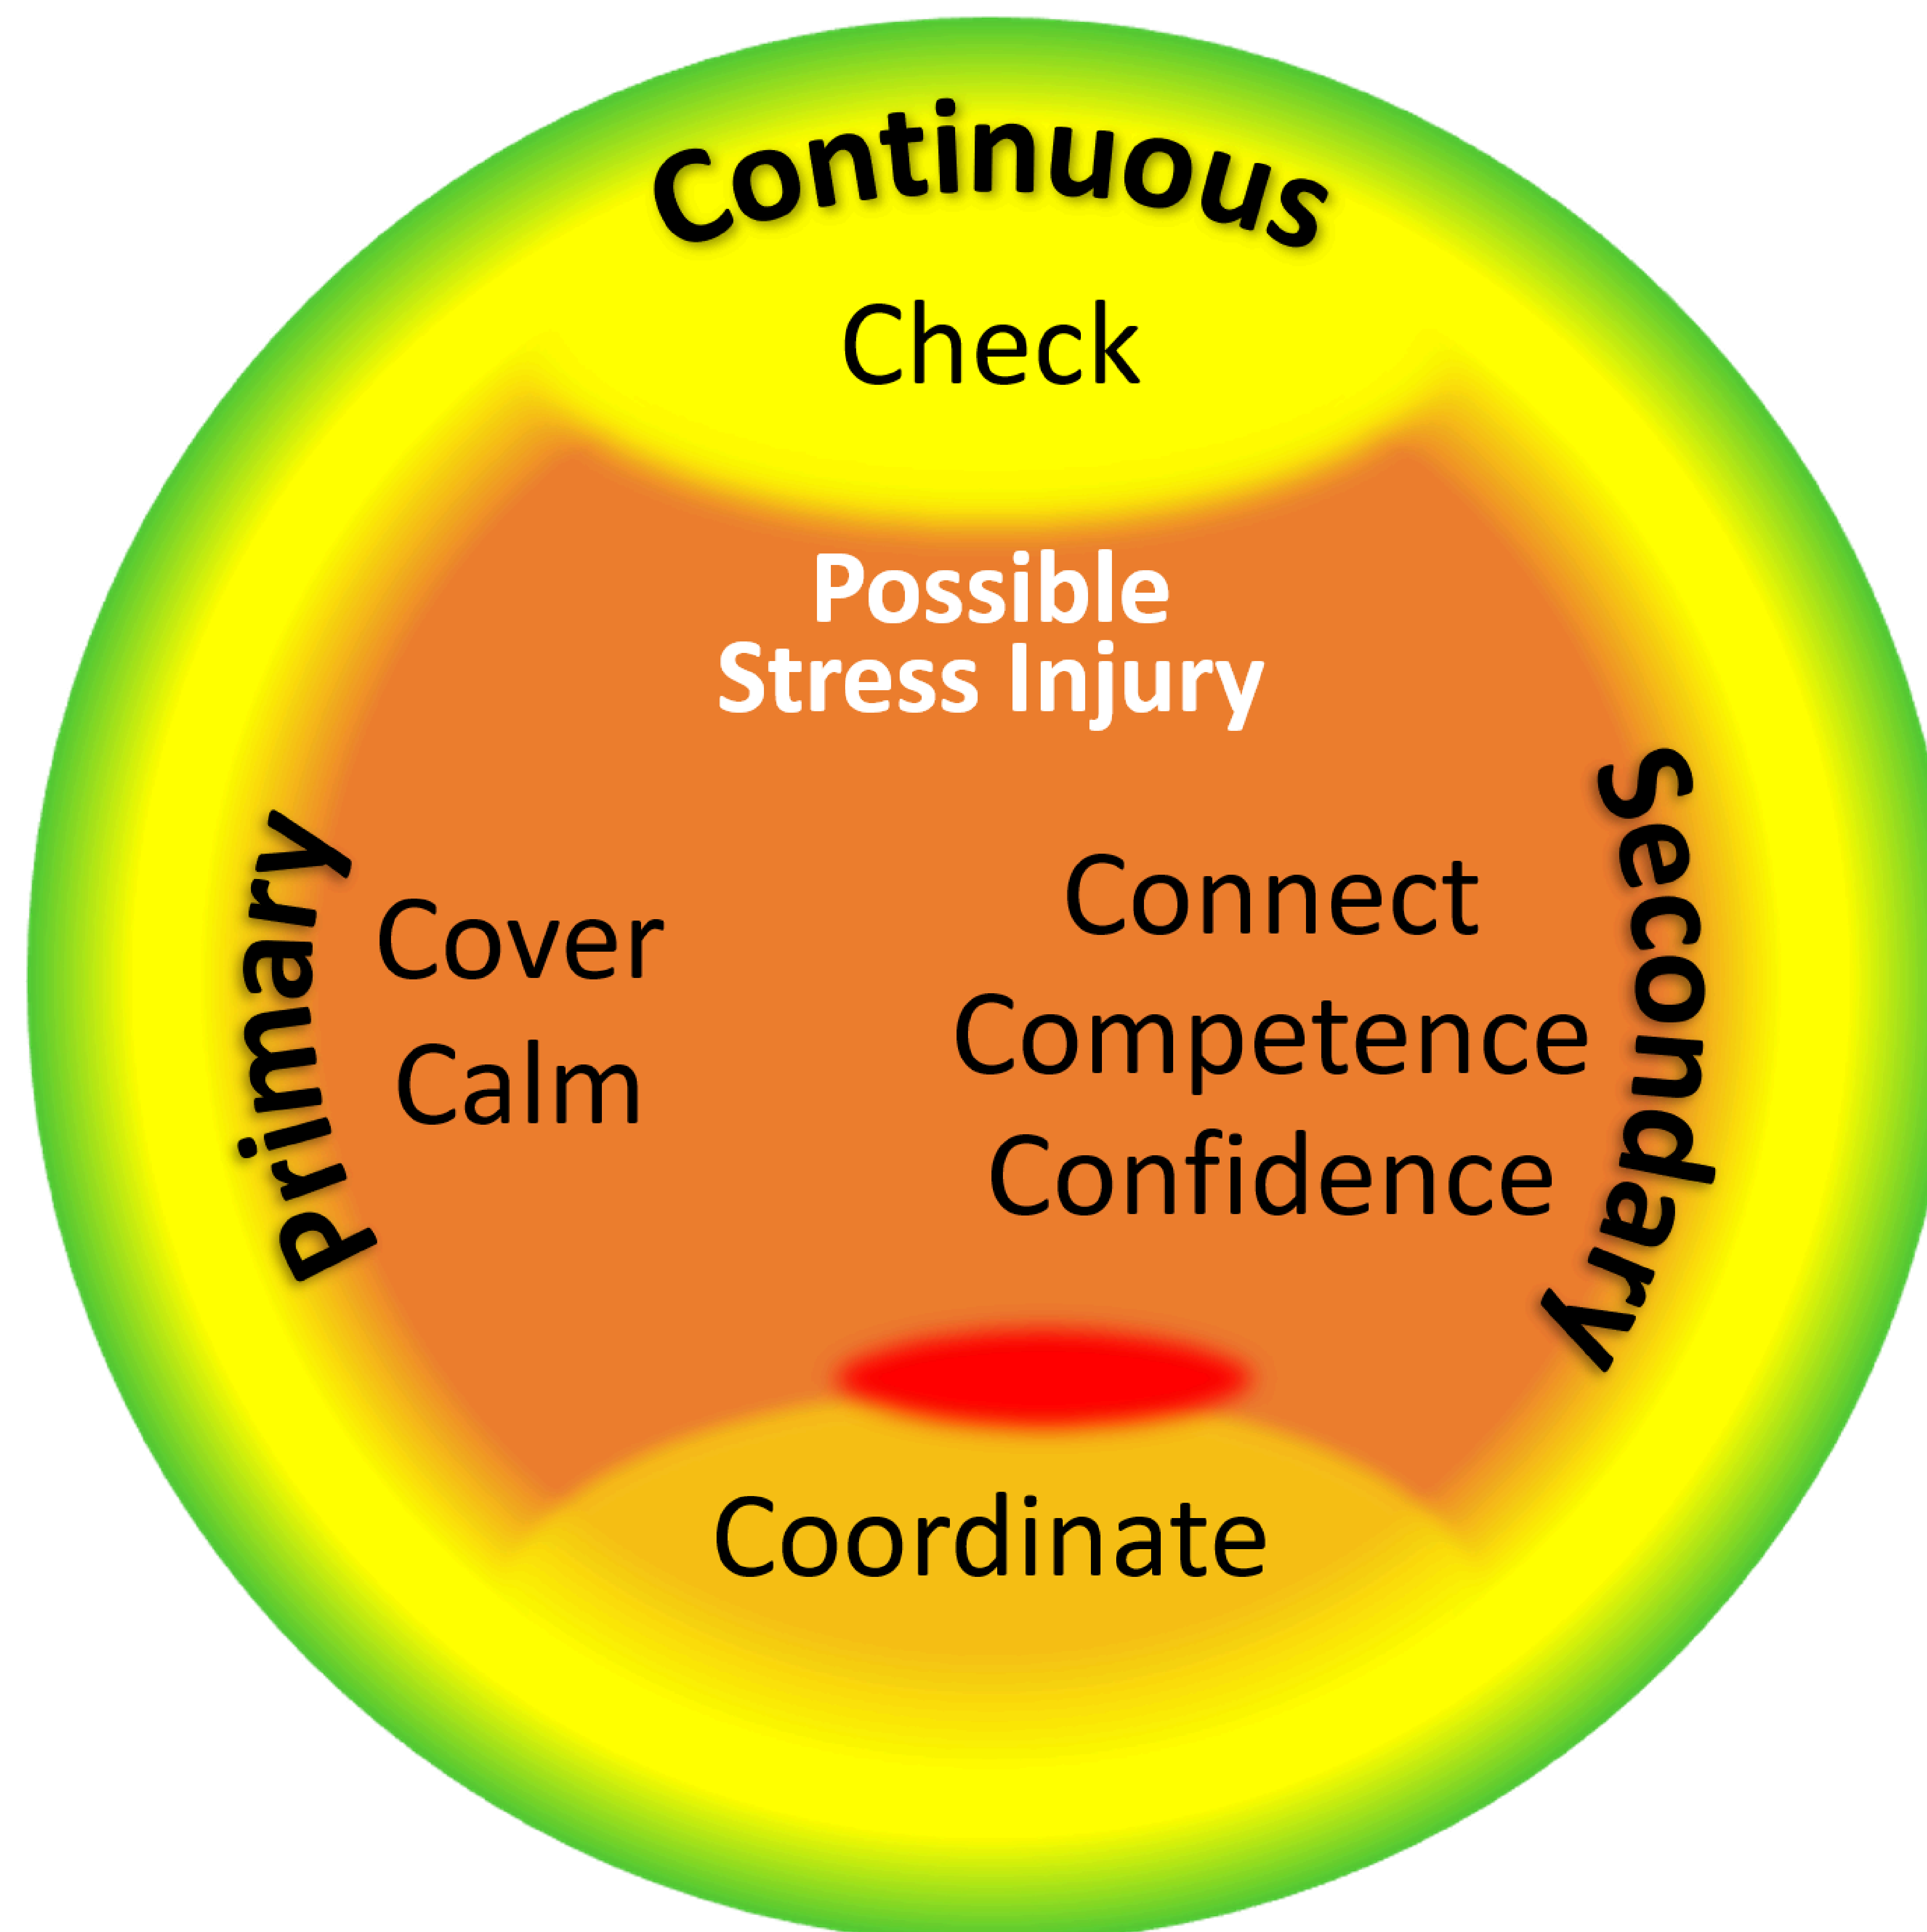 Continuous
Check
Possible
Stress Injury
Primary
Cover
Calm
Secondary
Connect
Competence
Confidence
Coordinate